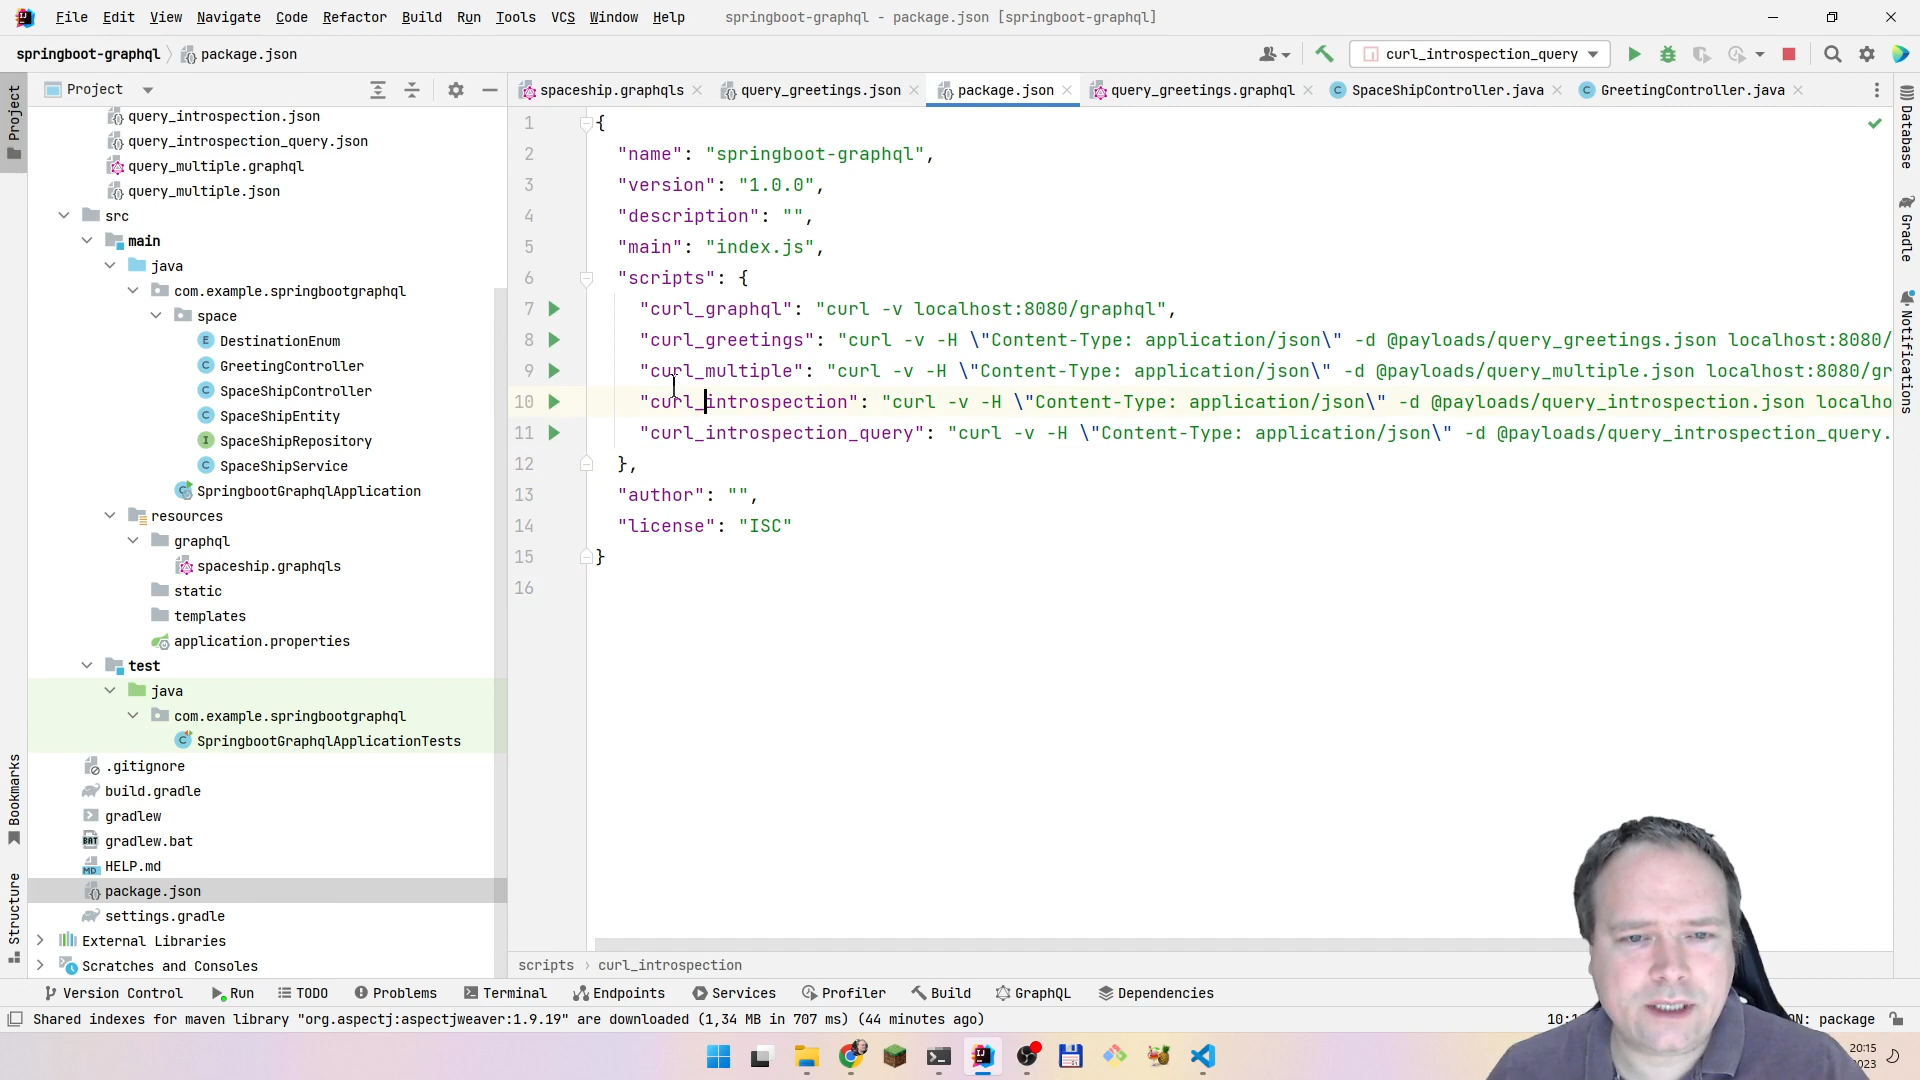 File Edit View Navigate Code Refactor Build Run Tools VCS Window Help springboot-graphql - package.json [springboot-graphql]
springboot-graphql package.json curl_introspection_query
Project
spaceship.graphqls query_greetings.json package.json query_greetings.graphql SpaceShipController.java GreetingController.java
query_introspection.json
query_introspection_query.json
query_multiple.graphql
query_multiple.json
src
main
java
com.example.springbootgraphql
space
DestinationEnum
GreetingController
SpaceShipController
SpaceShipEntity
SpaceShipRepository
SpaceShipService
SpringbootGraphqlApplication
resources
graphql
spaceship.graphqls
static
templates
application.properties
test
java
com.example.springbootgraphql
SpringbootGraphqlApplicationTests
.gitignore
build.gradle
gradlew
gradlew.bat
HELP.md
package.json
settings.gradle
External Libraries
Scratches and Consoles
1 {
2 "name": "springboot-graphql",
3 "version": "1.0.0",
4 "description": "",
5 "main": "index.js",
6 "scripts": {
7 "curl_graphql": "curl -v localhost:8080/graphql",
8 "curl_greetings": "curl -v -H \"Content-Type: application/json\" -d @payloads/query_greetings.json localhost:8080/
9 "curl_multiple": "curl -v -H \"Content-Type: application/json\" -d @payloads/query_multiple.json localhost:8080/gr
10 "curl_introspection": "curl -v -H \"Content-Type: application/json\" -d @payloads/query_introspection.json localho
11 "curl_introspection_query": "curl -v -H \"Content-Type: application/json\" -d @payloads/query_introspection_query.
12 },
13 "author": "",
14 "license": "ISC"
15 }
16
scripts curl_introspection
Project
Bookmarks
Structure
Database
Gradle
Notifications
Version Control Run TODO Problems Terminal Endpoints Services Profiler Build GraphQL Dependencies
Shared indexes for maven library "org.aspectj:aspectjweaver:1.9.19" are downloaded (1,34 MB in 707 ms) (44 minutes ago) package
20:15